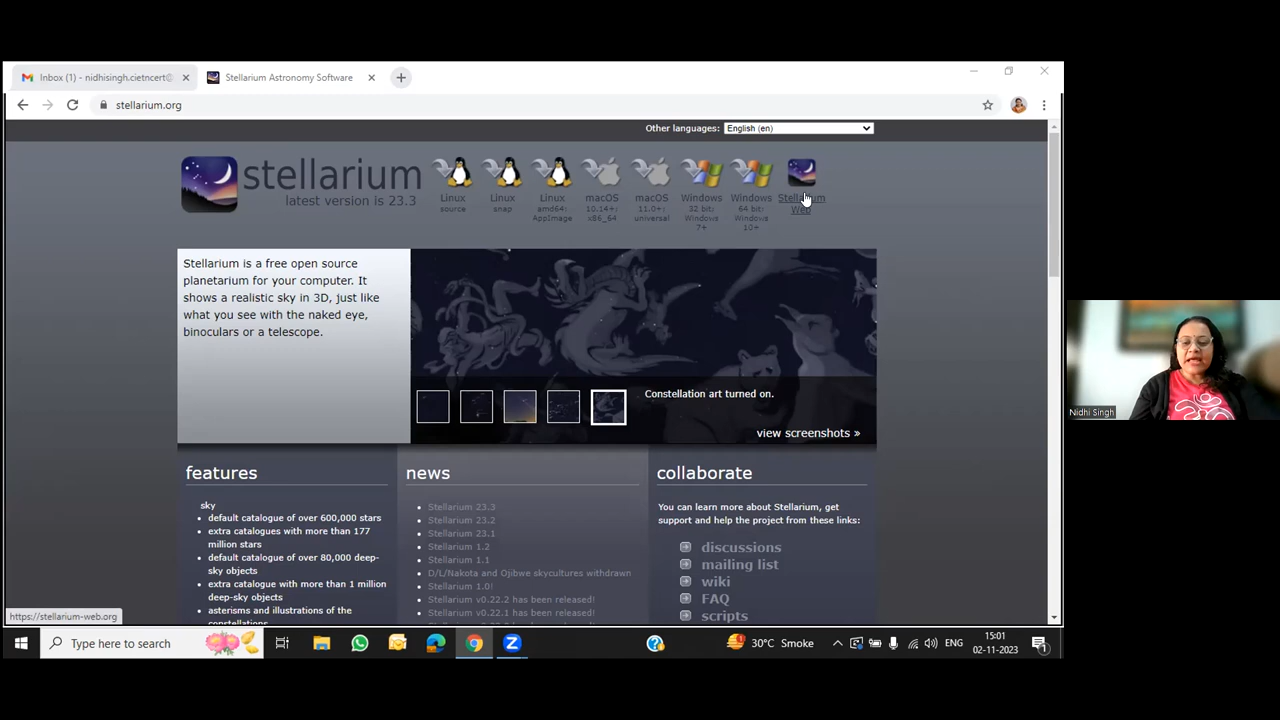 Inbox (1) - nidhisingh.cietncert@
Stellarium Astronomy Software
stellarium.org
Other languages:
English (en)
stellarium
latest version is 23.3
Linux
source
Linux
snap
Linux
amd64:
AppImage
macOS
10.14+:
x86_64
macOS
11.0+:
universal
Windows
32 bit:
Windows
7+
Windows
64 bit:
Windows
10+
Stellarium
Web
Stellarium is a free open source
planetarium for your computer. It
shows a realistic sky in 3D, just like
what you see with the naked eye,
binoculars or a telescope.
Constellation art turned on.
view screenshots »
features
sky
default catalogue of over 600,000 stars
extra catalogues with more than 177
million stars
default catalogue of over 80,000 deep-
sky objects
extra catalogue with more than 1 million
deep-sky objects
asterisms and illustrations of the
constellations
news
Stellarium 23.3
Stellarium 23.2
Stellarium 23.1
Stellarium 1.2
Stellarium 1.1
D/L/Nakota and Ojibwe skycultures withdrawn
Stellarium 1.0!
Stellarium v0.22.2 has been released!
Stellarium v0.22.1 has been released!
collaborate
You can learn more about Stellarium, get
support and help the project from these links:
discussions
mailing list
wiki
FAQ
scripts
https://stellarium-web.org
Nidhi Singh
Type here to search
30°C Smoke
ENG
15:01
02-11-2023
1